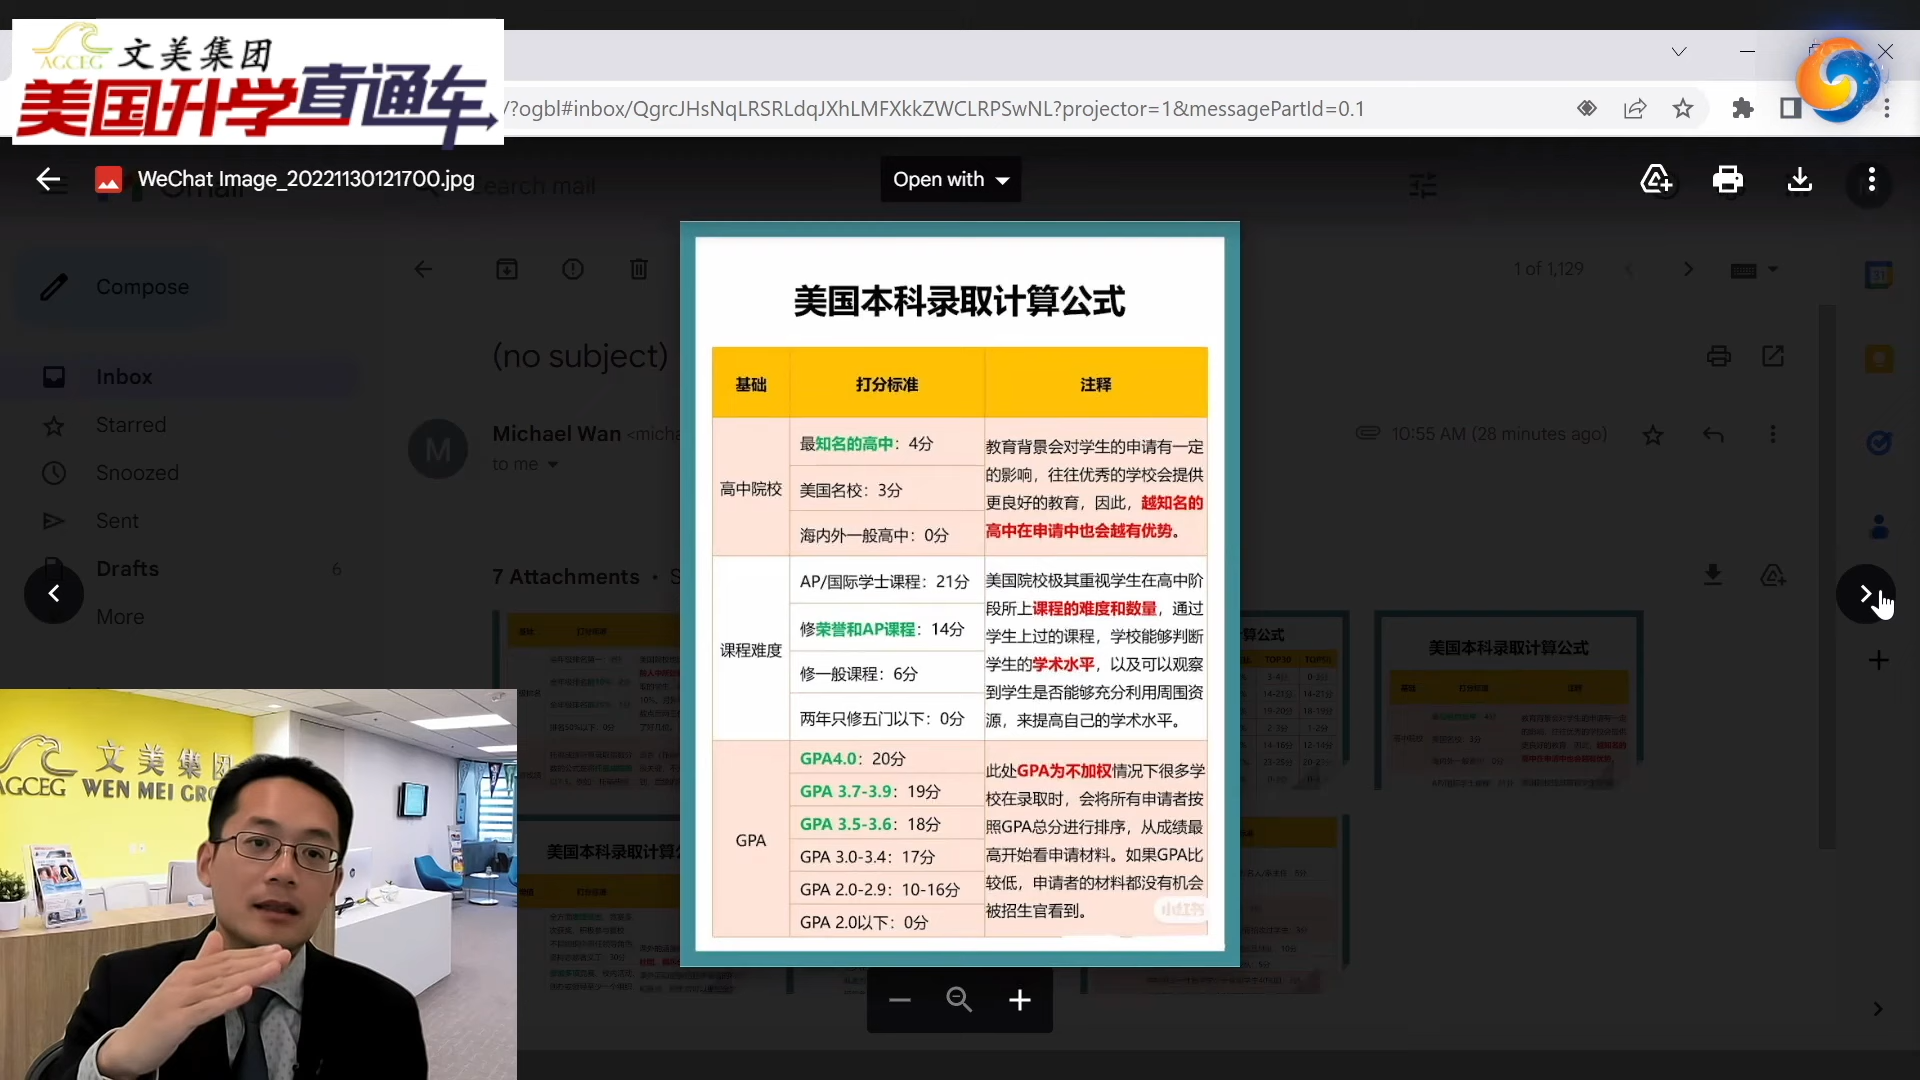 AGCEG 文美集团
美国升学直通车
/?ogbl#inbox/QgrcJHsNqLRSRLdqJXhLMFXkkZWCLRPSwNL?projector=1&messagePartId=0.1
WeChat Image_20221130121700.jpg
Search mail
Open with
Compose
1 of 1,129
(no subject)
Inbox
Starred
Snoozed
Sent
Drafts
6
More
Michael Wan
to me
M
10:55 AM (28 minutes ago)
7 Attachments
美国本科录取计算公式
基础
打分标准
注释
高中院校
最知名的高中：4分
美国名校：3分
海内外一般高中：0分
教育背景会对学生的申请有一定
的影响，往往优秀的学校会提供
更良好的教育，因此，越知名的
高中在申请中也会越有优势。
课程难度
AP/国际学士课程：21分
修荣誉和AP课程：14分
修一般课程：6分
两年只修五门以下：0分
美国院校极其重视学生在高中阶
段所上课程的难度和数量，通过
学生上过的课程，学校能够判断
学生的学术水平，以及可以观察
到学生是否能够充分利用周围资
源，来提高自己的学术水平。
GPA
GPA4.0：20分
GPA 3.7-3.9：19分
GPA 3.5-3.6：18分
GPA 3.0-3.4：17分
GPA 2.0-2.9：10-16分
GPA 2.0以下：0分
此处GPA为不加权情况下很多学
校在录取时，会将所有申请者按
照GPA总分进行排序，从成绩最
高开始看申请材料。如果GPA比
较低，申请者的材料都没有机会
被招生官看到。
小红书
美国本科录取计算公式
美国本科录取计算公
31
文美集团
AGCEG WEN MEI GRO